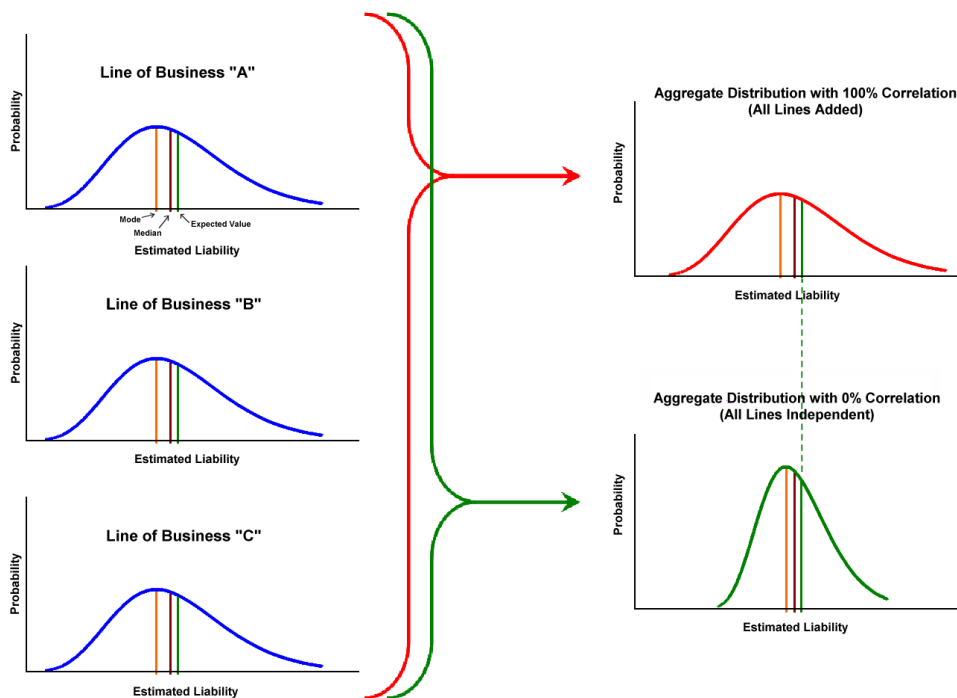 Line of Business "A"
Probability
Mode
Median
Expected Value
Estimated Liability
Line of Business "B"
Probability
Estimated Liability
Line of Business "C"
Probability
Estimated Liability
Aggregate Distribution with 100% Correlation
(All Lines Added)
Probability
Estimated Liability
Aggregate Distribution with 0% Correlation
(All Lines Independent)
Probability
Estimated Liability